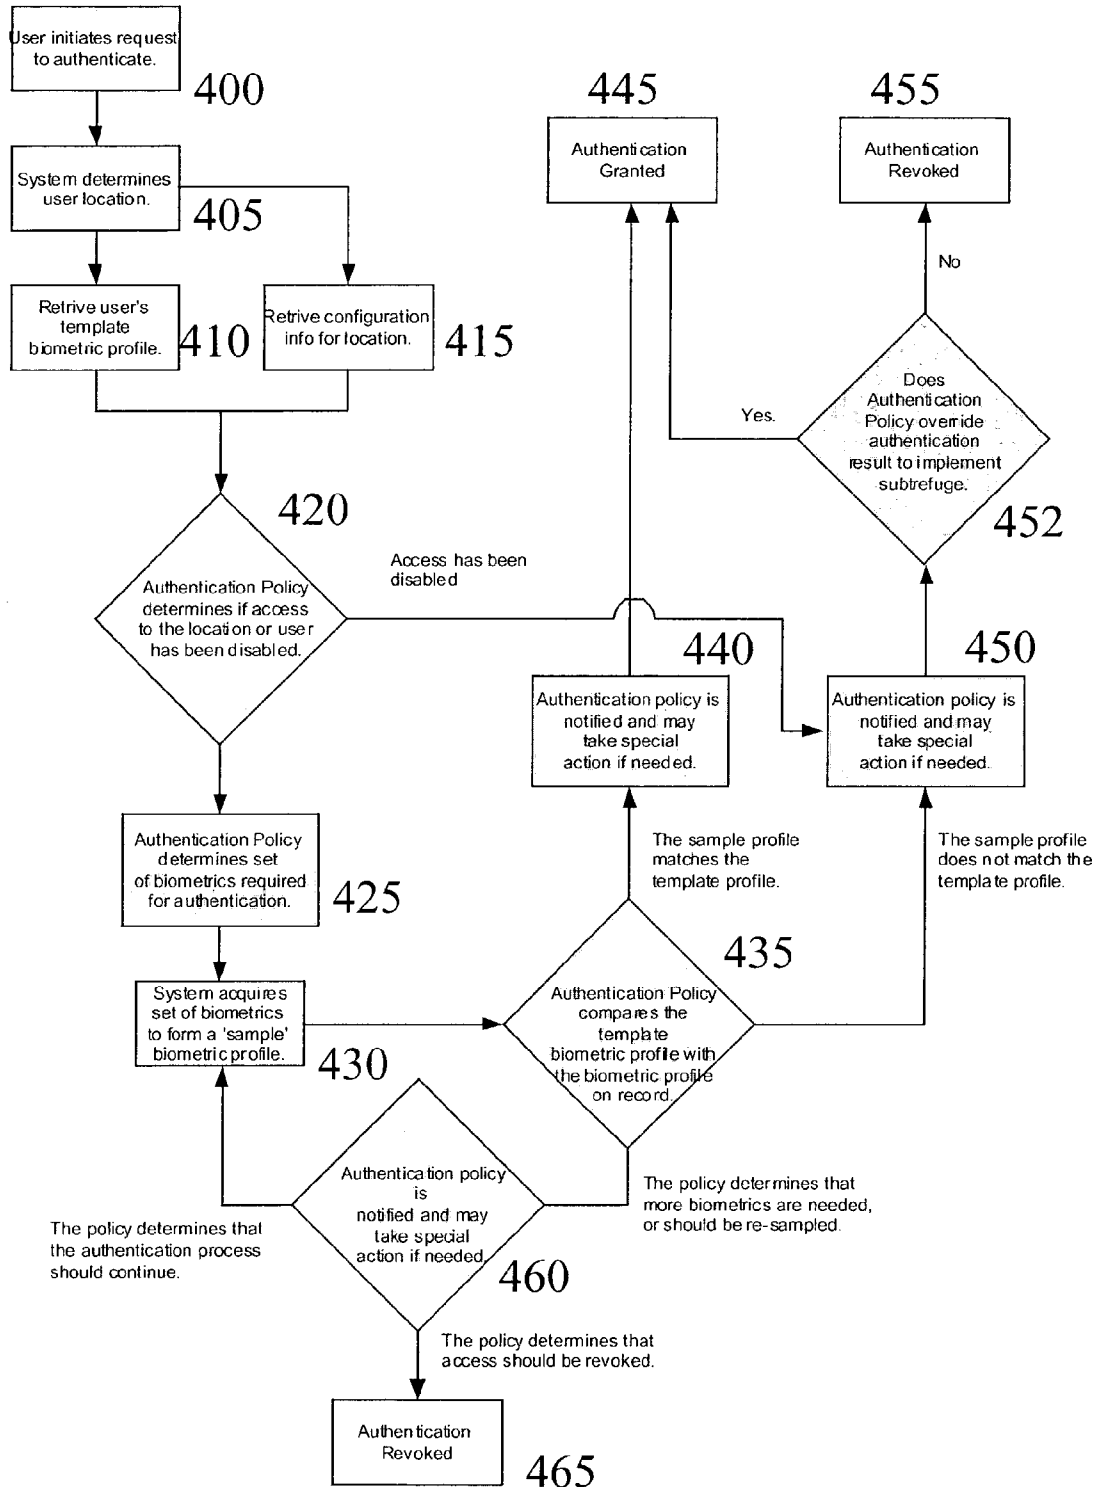 User initiates request
to authenticate.
400
System determines
user location.
405
Retrive user's
template
biometric profile.
410
Retrive configuration
info for location.
415
445
Authentication
Granted
455
Authentication
Revoked
No
Does
Authentication
Policy override
authentication
result to implement
subtrefuge.
452
Yes.
420
Authentication Policy
determines if access
to the location or user
has been disabled.
Access has been
disabled
440
Authentication policy is
notified and may
take special
action if needed.
450
Authentication policy is
notified and may
take special
action if needed.
Authentication Policy
determines set
of biometrics required
for authentication.
425
The sample profile
matches the
template profile.
The sample profile
does not match the
template profile.
System acquires
set of biometrics
to form a 'sample'
biometric profile.
430
435
Authentication Policy
compares the
template
biometric profile with
the biometric profile
on record.
Authentication policy
is
notified and may
take special
action if needed.
460
The policy determines that
more biometrics are needed,
or should be re-sampled.
The policy determines that
the authentication process
should continue.
The policy determines that
access should be revoked.
Authentication
Revoked
465